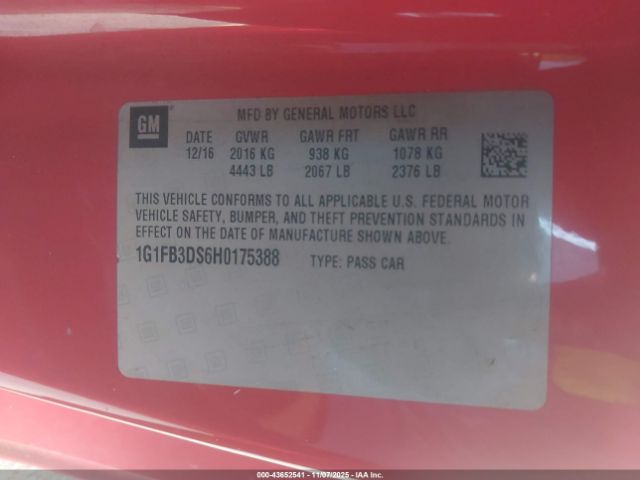 GM
MFD BY GENERAL MOTORS LLC
DATE GVWR GAWR FRT GAWR RR
12/16 2016 KG 938 KG 1078 KG
4443 LB 2067 LB 2376 LB
THIS VEHICLE CONFORMS TO ALL APPLICABLE U.S. FEDERAL MOTOR
VEHICLE SAFETY, BUMPER, AND THEFT PREVENTION STANDARDS IN
EFFECT ON THE DATE OF MANUFACTURE SHOWN ABOVE.
1G1FB3DS6H0175388 TYPE: PASS CAR
000-43652541 - 11/07/2025 - IAAI, Inc.